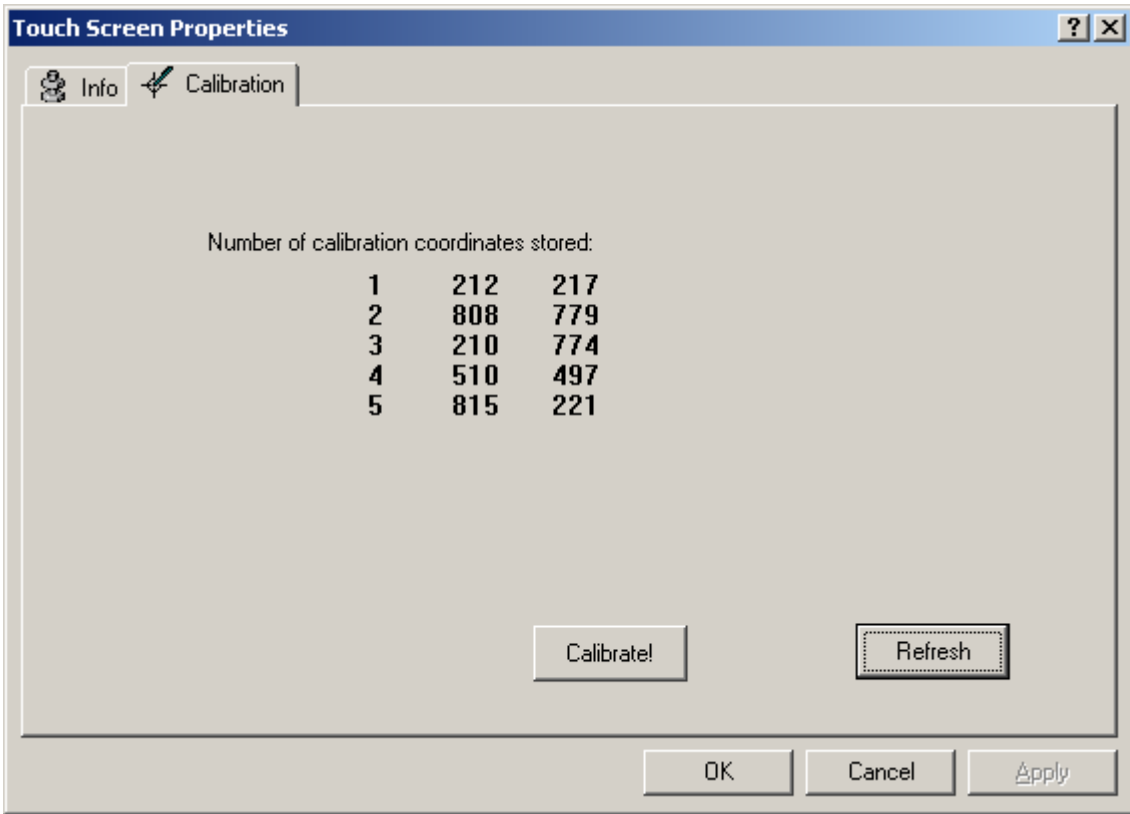 Touch Screen Properties
Info Calibration
Number of calibration coordinates stored:
1 212 217
2 808 779
3 210 774
4 510 497
5 815 221
Calibrate! Refresh
OK Cancel Apply